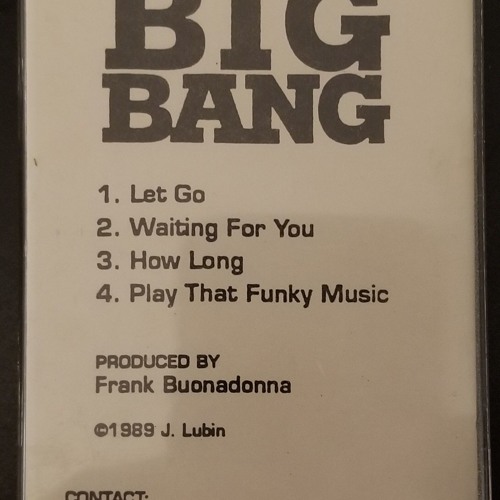 BIG
BANG
1. Let Go
2. Waiting For You
3. How Long
4. Play That Funky Music
PRODUCED BY
Frank Buonadonna
©1989 J. Lubin
CONTACT: